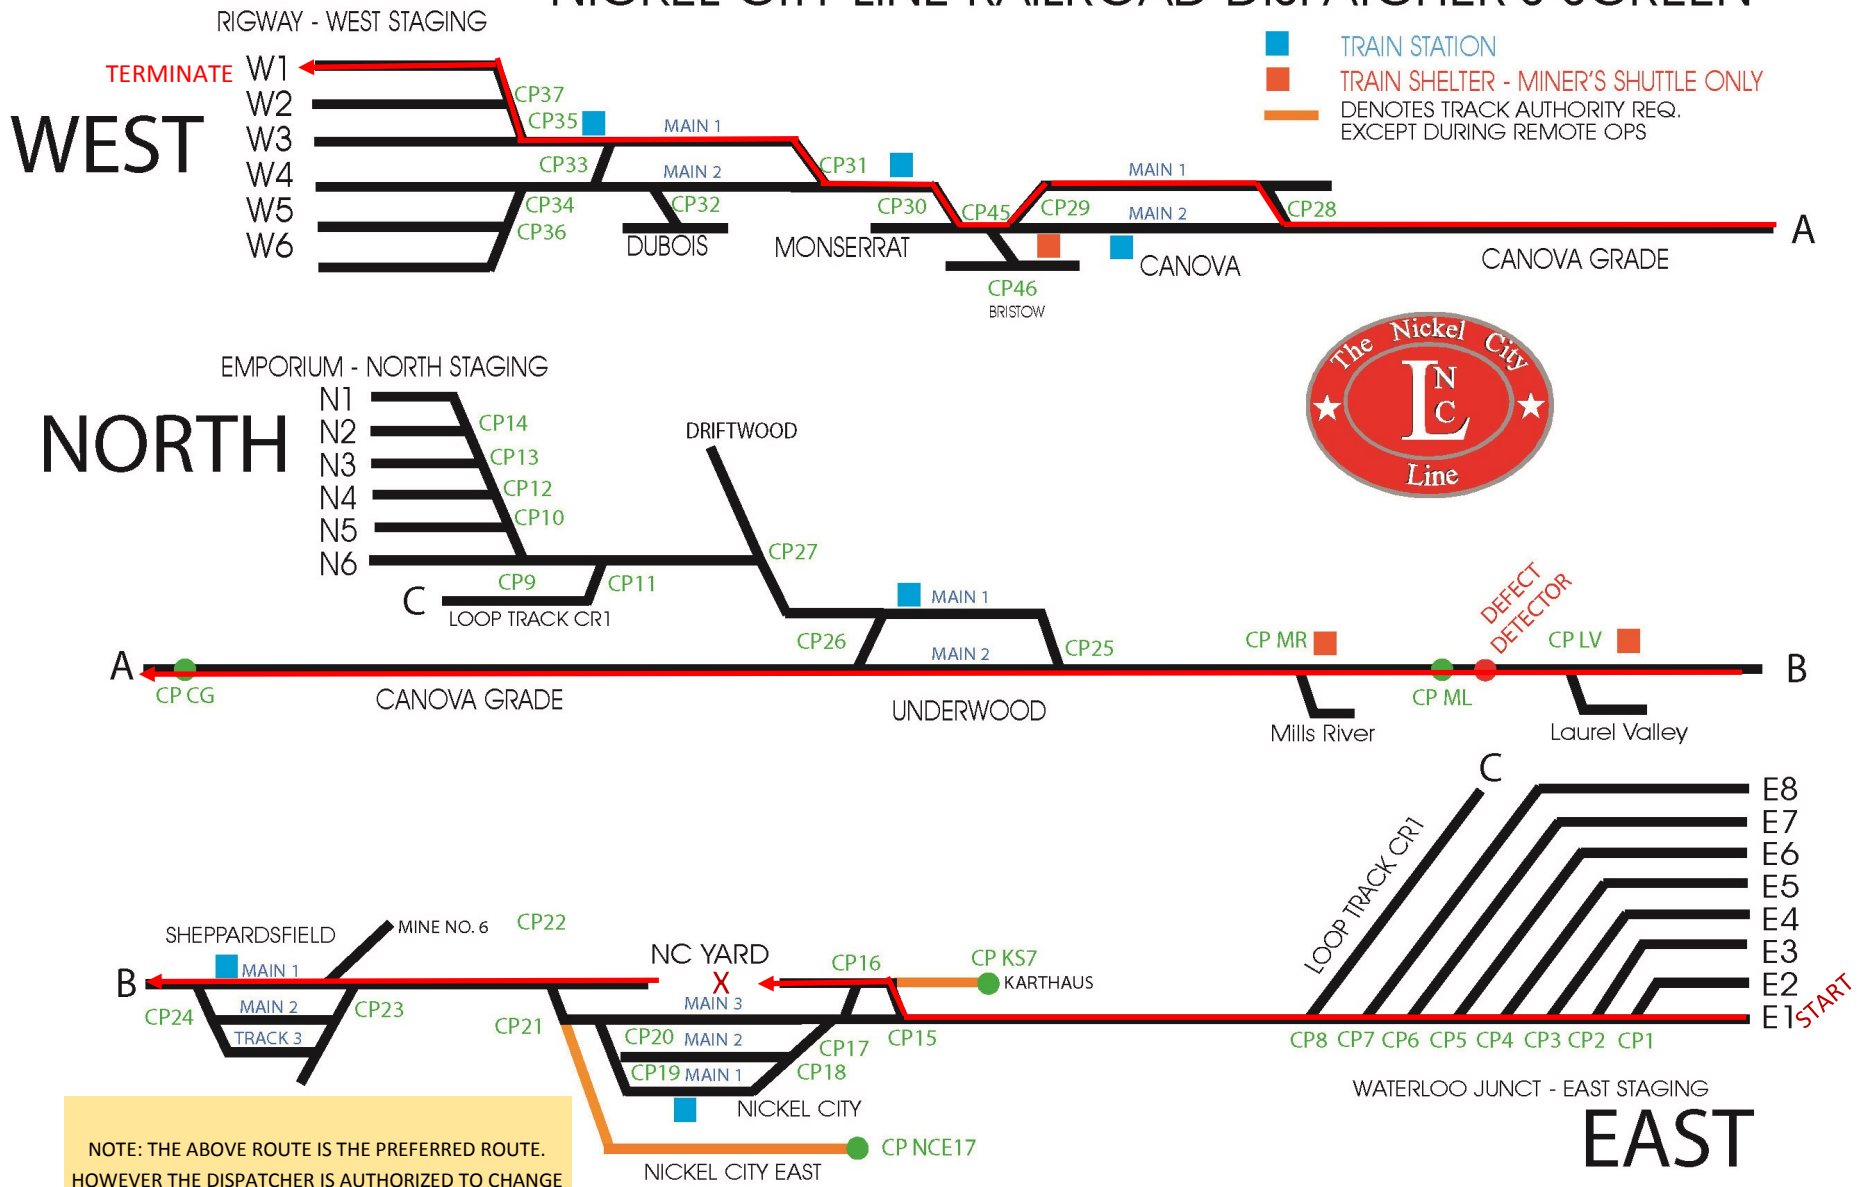 NICKEL CITY LINE RAILROAD DISPATCHER'S SCREEN
RIGWAY - WEST STAGING
TRAIN STATION
TRAIN SHELTER - MINER'S SHUTTLE ONLY
DENOTES TRACK AUTHORITY REQ.
EXCEPT DURING REMOTE OPS
WEST
TERMINATE W1
W2
W3
W4
W5
W6
CP37
CP35
MAIN 1
CP33
MAIN 2
CP31
CP34
CP32
CP36
DUBOIS
MONSERRAT
CP30
CP45
CP29
MAIN 1
MAIN 2
CP28
A
CANOVA
CANOVA GRADE
CP46
BRISTOW
The Nickel City
L N C
Line
EMPORIUM - NORTH STAGING
NORTH
N1
N2
N3
N4
N5
N6
CP14
CP13
CP12
CP10
DRIFTWOOD
CP27
CP9
CP11
C
LOOP TRACK CR1
MAIN 1
CP26
MAIN 2
CP25
CP MR
DEFECT
DETECTOR
CP LV
A
CP CG
CANOVA GRADE
UNDERWOOD
CP ML
B
Mills River
Laurel Valley
C
LOOP TRACK CR1
E8
E7
E6
E5
E4
E3
E2
E1 START
SHEPPARDSFIELD
MINE NO. 6
CP22
NC YARD
X
CP16
CP KS7
KARTHAUS
B
MAIN 1
MAIN 2
TRACK 3
CP24
CP23
CP21
MAIN 3
CP20
MAIN 2
CP17
CP15
CP19
MAIN 1
CP18
NICKEL CITY
CP8 CP7 CP6 CP5 CP4 CP3 CP2 CP1
WATERLOO JUNCT - EAST STAGING
EAST
CP NCE17
NICKEL CITY EAST
NOTE: THE ABOVE ROUTE IS THE PREFERRED ROUTE.
HOWEVER THE DISPATCHER IS AUTHORIZED TO CHANGE